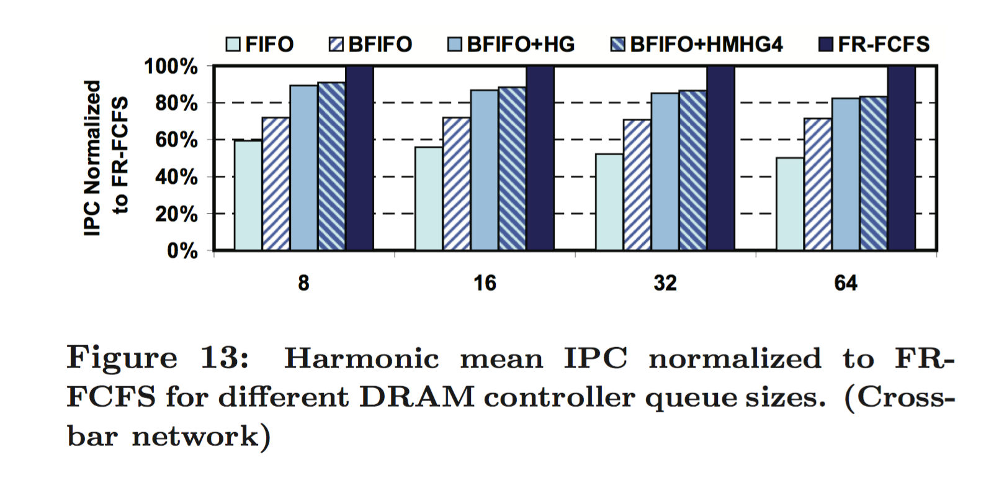 FIFO BFIFO BFIFO+HG BFIFO+HMHG4 FR-FCFS
IPC Normalized
to FR-FCFS
100%
80%
60%
40%
20%
0%
8 16 32 64
Figure 13: Harmonic mean IPC normalized to FR-
FCFS for different DRAM controller queue sizes. (Cross-
bar network)